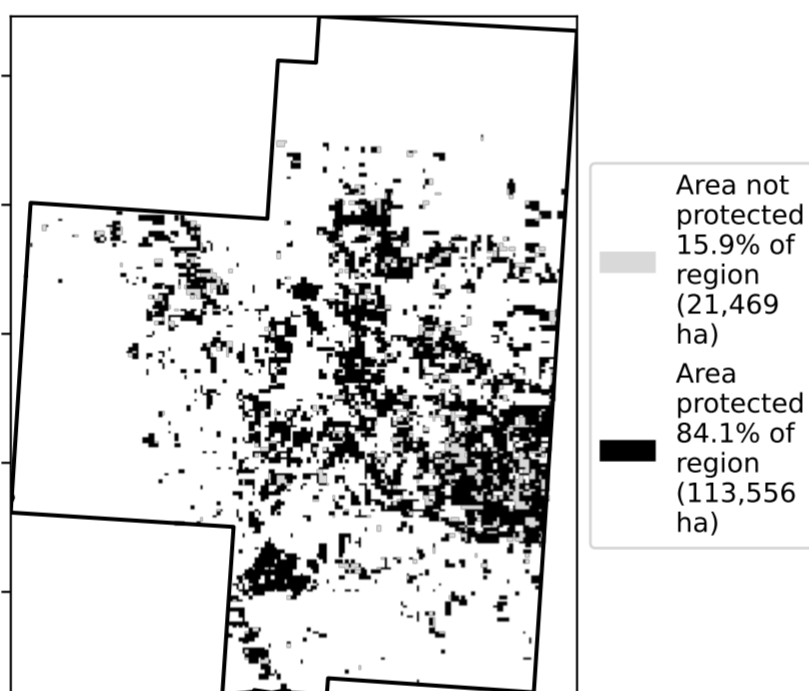 Area not
protected
15.9% of
region
(21,469
ha)
Area
protected
84.1% of
region
(113,556
ha)